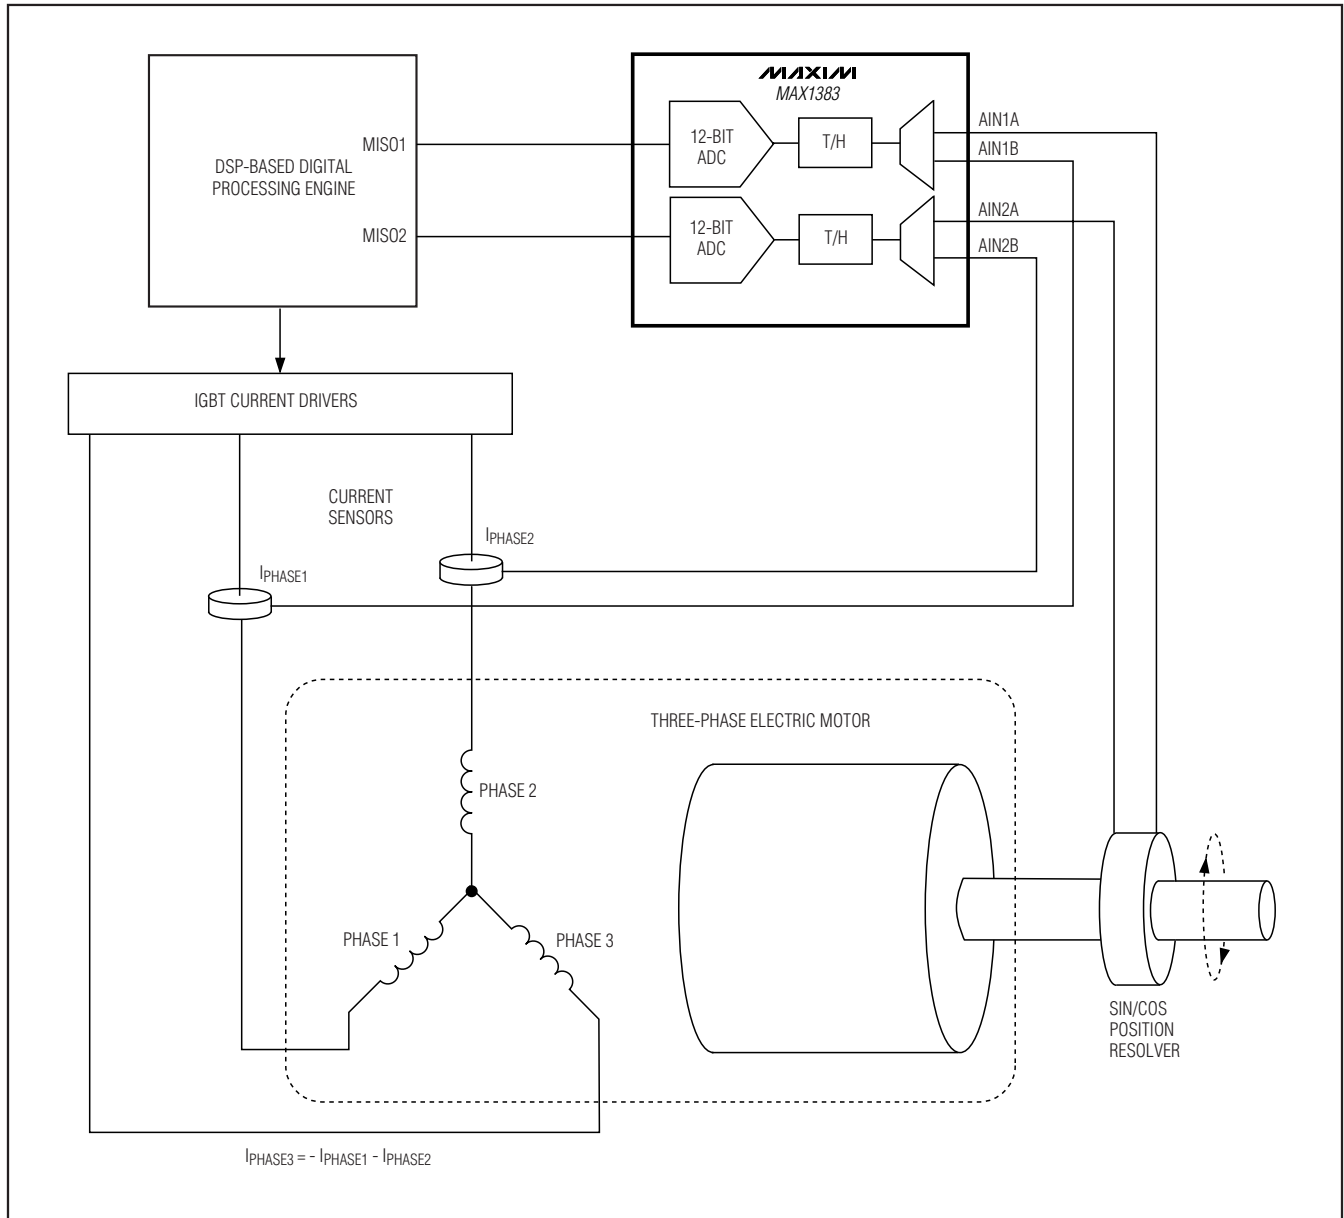 MAXIM
MAX1383
MISO1
DSP-BASED DIGITAL
PROCESSING ENGINE
MISO2
12-BIT
ADC
T/H
AIN1A
AIN1B
12-BIT
ADC
T/H
AIN2A
AIN2B
IGBT CURRENT DRIVERS
CURRENT
SENSORS
IPHASE2
IPHASE1
THREE-PHASE ELECTRIC MOTOR
PHASE 2
PHASE 1
PHASE 3
SIN/COS
POSITION
RESOLVER
IPHASE3 = - IPHASE1 - IPHASE2